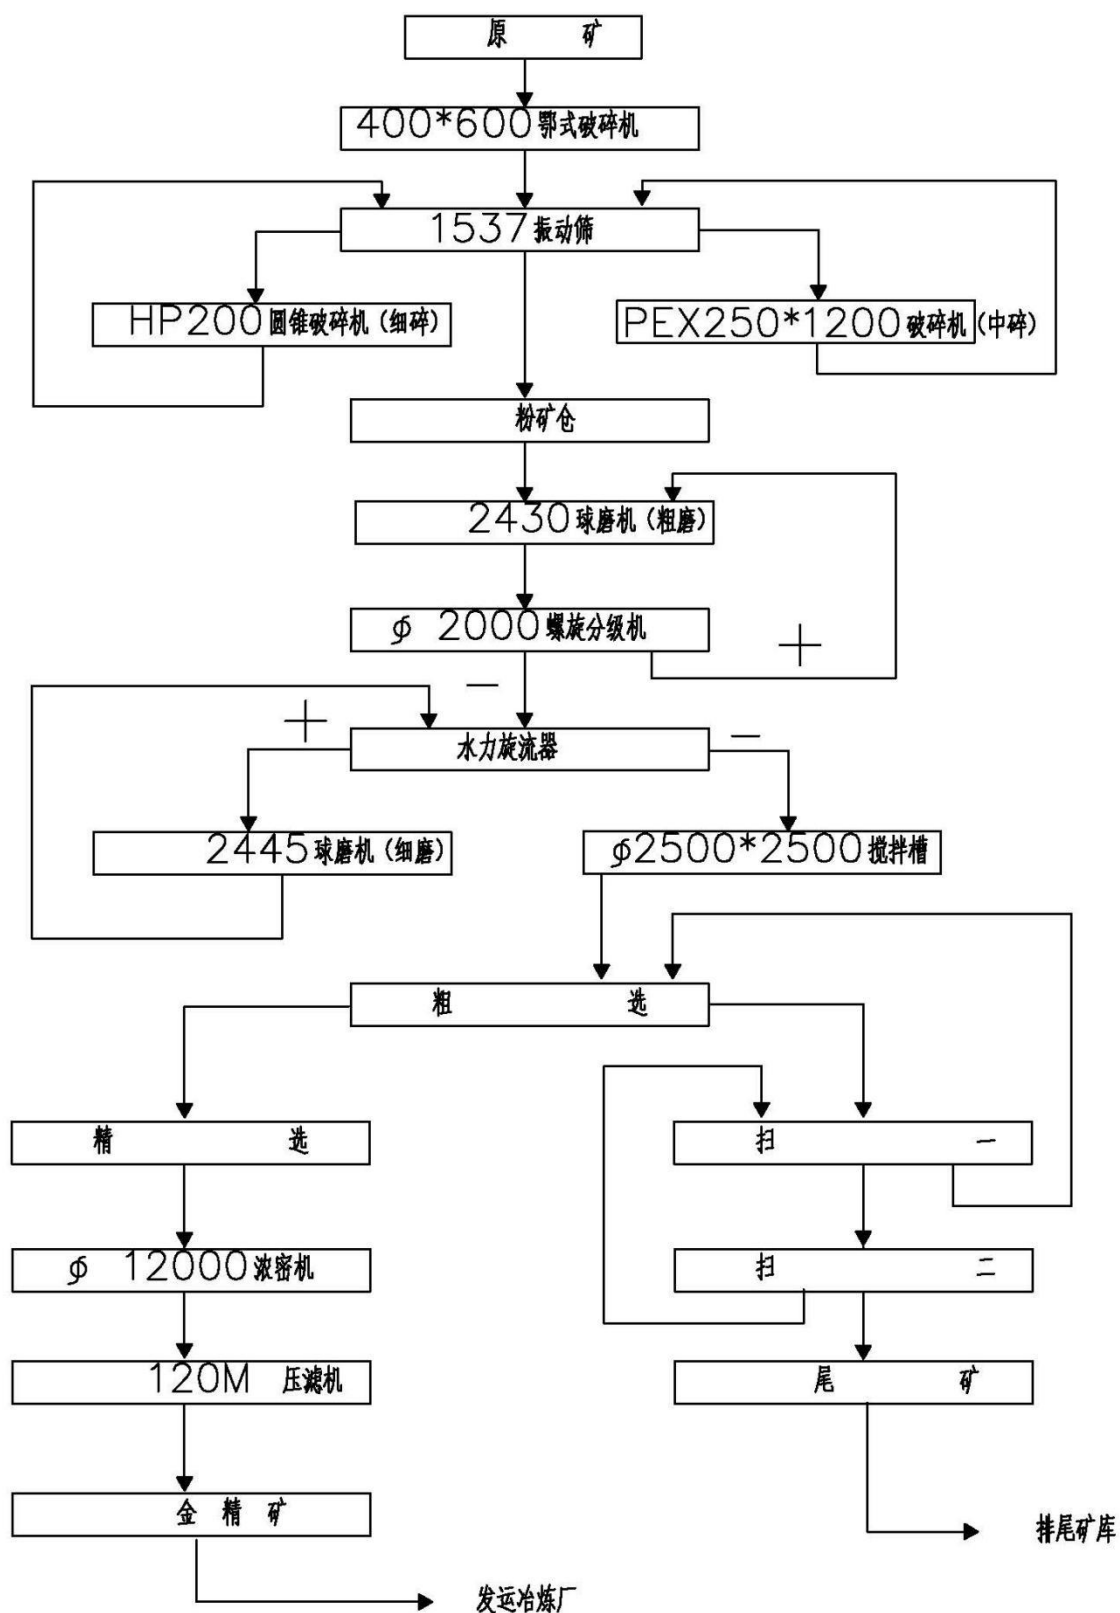 原 矿
400*600鄂式破碎机
1537振动筛
HP200圆锥破碎机(细碎)
PEX250*1200破碎机(中碎)
粉矿仓
2430球磨机(粗磨)
∮ 2000螺旋分级机
+
−
水力旋流器
+
−
2445球磨机(细磨)
∮2500*2500搅拌槽
粗 选
精 选
扫 一
∮ 12000浓密机
扫 二
120M 压滤机
尾 矿
金 精 矿
排尾矿库
发运冶炼厂